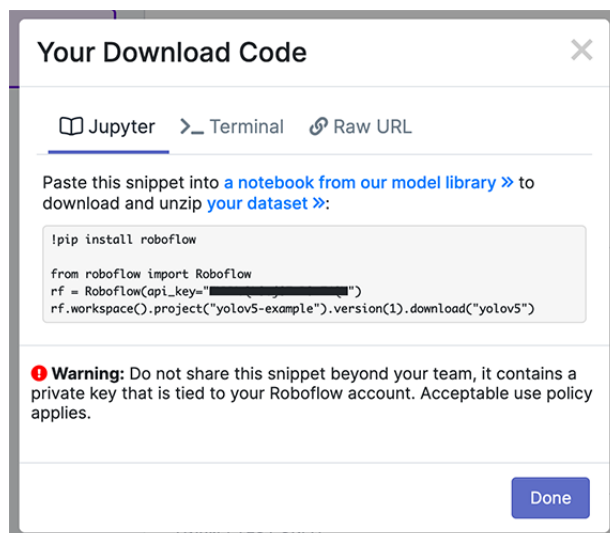 Your Download Code
Jupyter
Terminal
Raw URL
Paste this snippet into a notebook from our model library » to
download and unzip your dataset »:
!pip install roboflow
from roboflow import Roboflow
rf = Roboflow(api_key="")
rf.workspace().project("yolov5-example").version(1).download("yolov5")
Warning: Do not share this snippet beyond your team, it contains a
private key that is tied to your Roboflow account. Acceptable use policy
applies.
Done